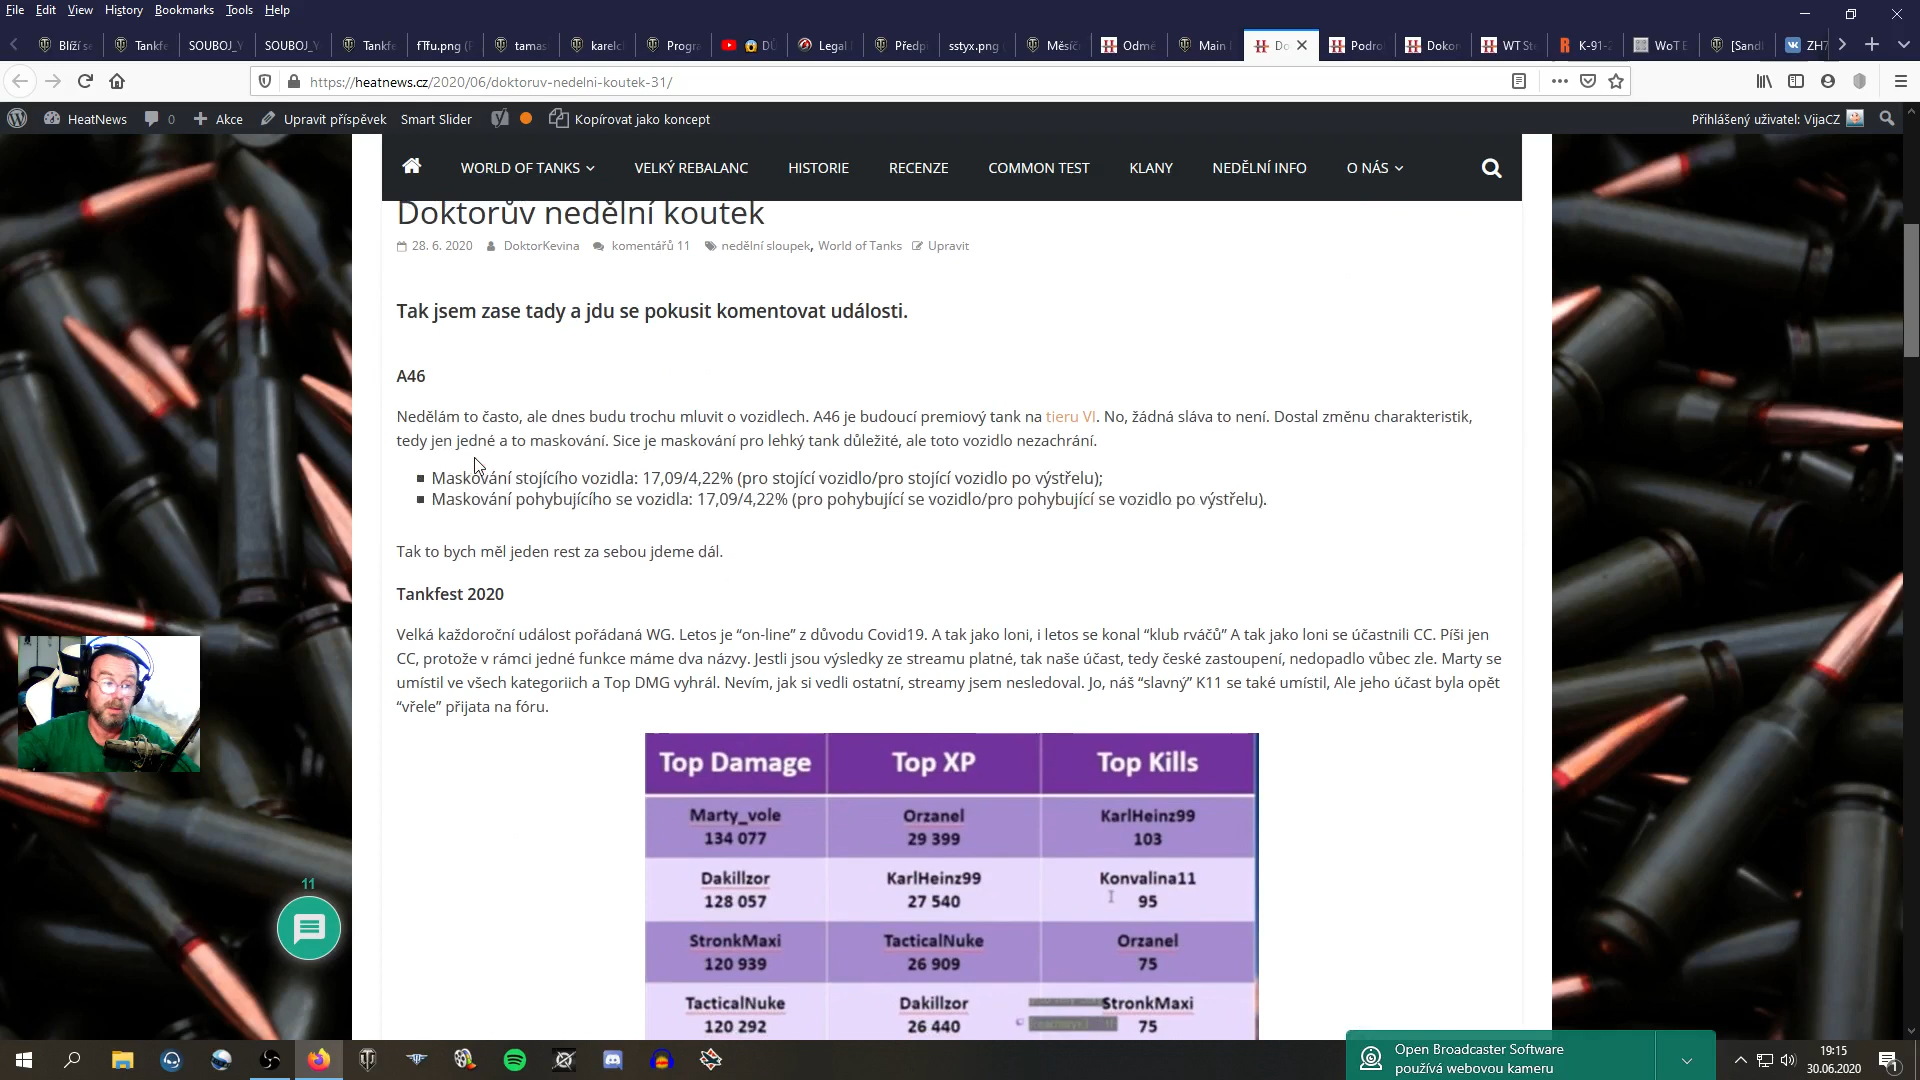 File Edit View History Bookmarks Tools Help
Blíží s Tankfe SOUBOJ_Y SOUBOJ_Y Tankfe fTfu.png (P tamas karelc Progra Dů Legal Předpi sstyx.png Měsíč Odmě Main Do Podro Dokon WT St K-91-2 WoT E [Sand ZH7
https://heatnews.cz/2020/06/doktoruv-nedelni-koutek-31/
HeatNews 0 Akce Upravit příspěvek Smart Slider Kopírovat jako koncept Přihlášený uživatel: VijaCZ
WORLD OF TANKS VELKÝ REBALANC HISTORIE RECENZE COMMON TEST KLANY NEDĚLNÍ INFO O NÁS
Doktorův nedělní koutek
28. 6. 2020 DoktorKevina komentářů 11 nedělní sloupek, World of Tanks Upravit
Tak jsem zase tady a jdu se pokusit komentovat události.
A46
Nedělám to často, ale dnes budu trochu mluvit o vozidlech. A46 je budoucí premiový tank na tieru VI. No, žádná sláva to není. Dostal změnu charakteristik,
tedy jen jedné a to maskování. Sice je maskování pro lehký tank důležité, ale toto vozidlo nezachrání.
Maskování stojícího vozidla: 17,09/4,22% (pro stojící vozidlo/pro stojící vozidlo po výstřelu);
Maskování pohybujícího se vozidla: 17,09/4,22% (pro pohybující se vozidlo/pro pohybující se vozidlo po výstřelu).
Tak to bych měl jeden rest za sebou jdeme dál.
Tankfest 2020
Velká každoroční událost pořádaná WG. Letos je “on-line” z důvodu Covid19. A tak jako loni, i letos se konal “klub rváčů” A tak jako loni se účastnili CC. Píši jen
CC, protože v rámci jedné funkce máme dva názvy. Jestli jsou výsledky ze streamu platné, tak naše účast, tedy české zastoupení, nedopadlo vůbec zle. Marty se
umístil ve všech kategoriich a Top DMG vyhrál. Nevím, jak si vedli ostatní, streamy jsem nesledoval. Jo, náš “slavný” K11 se také umístil, Ale jeho účast byla opět
“vřele” přijata na fóru.
Top Damage Top XP Top Kills
Marty_vole Orzanel KarlHeinz99
134 077 29 399 103
Dakillzor KarlHeinz99 Konvalina11
128 057 27 540 95
StronkMaxi TacticalNuke Orzanel
120 939 26 909 75
TacticalNuke Dakillzor StronkMaxi
120 292 26 440 75
11
Open Broadcaster Software
používá webovou kameru
19:15
30.06.2020
1